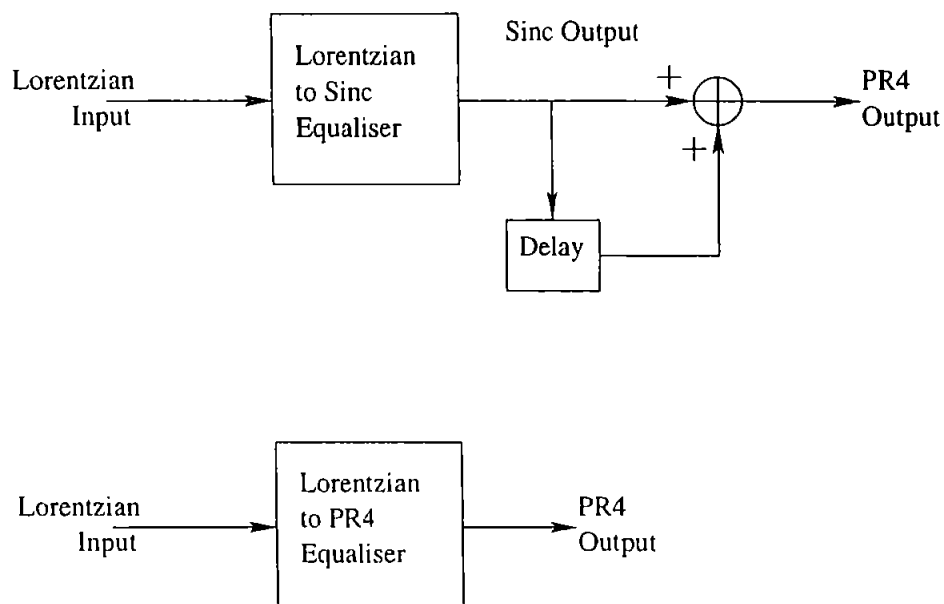 Sinc Output
Lorentzian
Input
Lorentzian
to Sinc
Equaliser
+
+
PR4
Output
Delay
Lorentzian
Input
Lorentzian
to PR4
Equaliser
PR4
Output